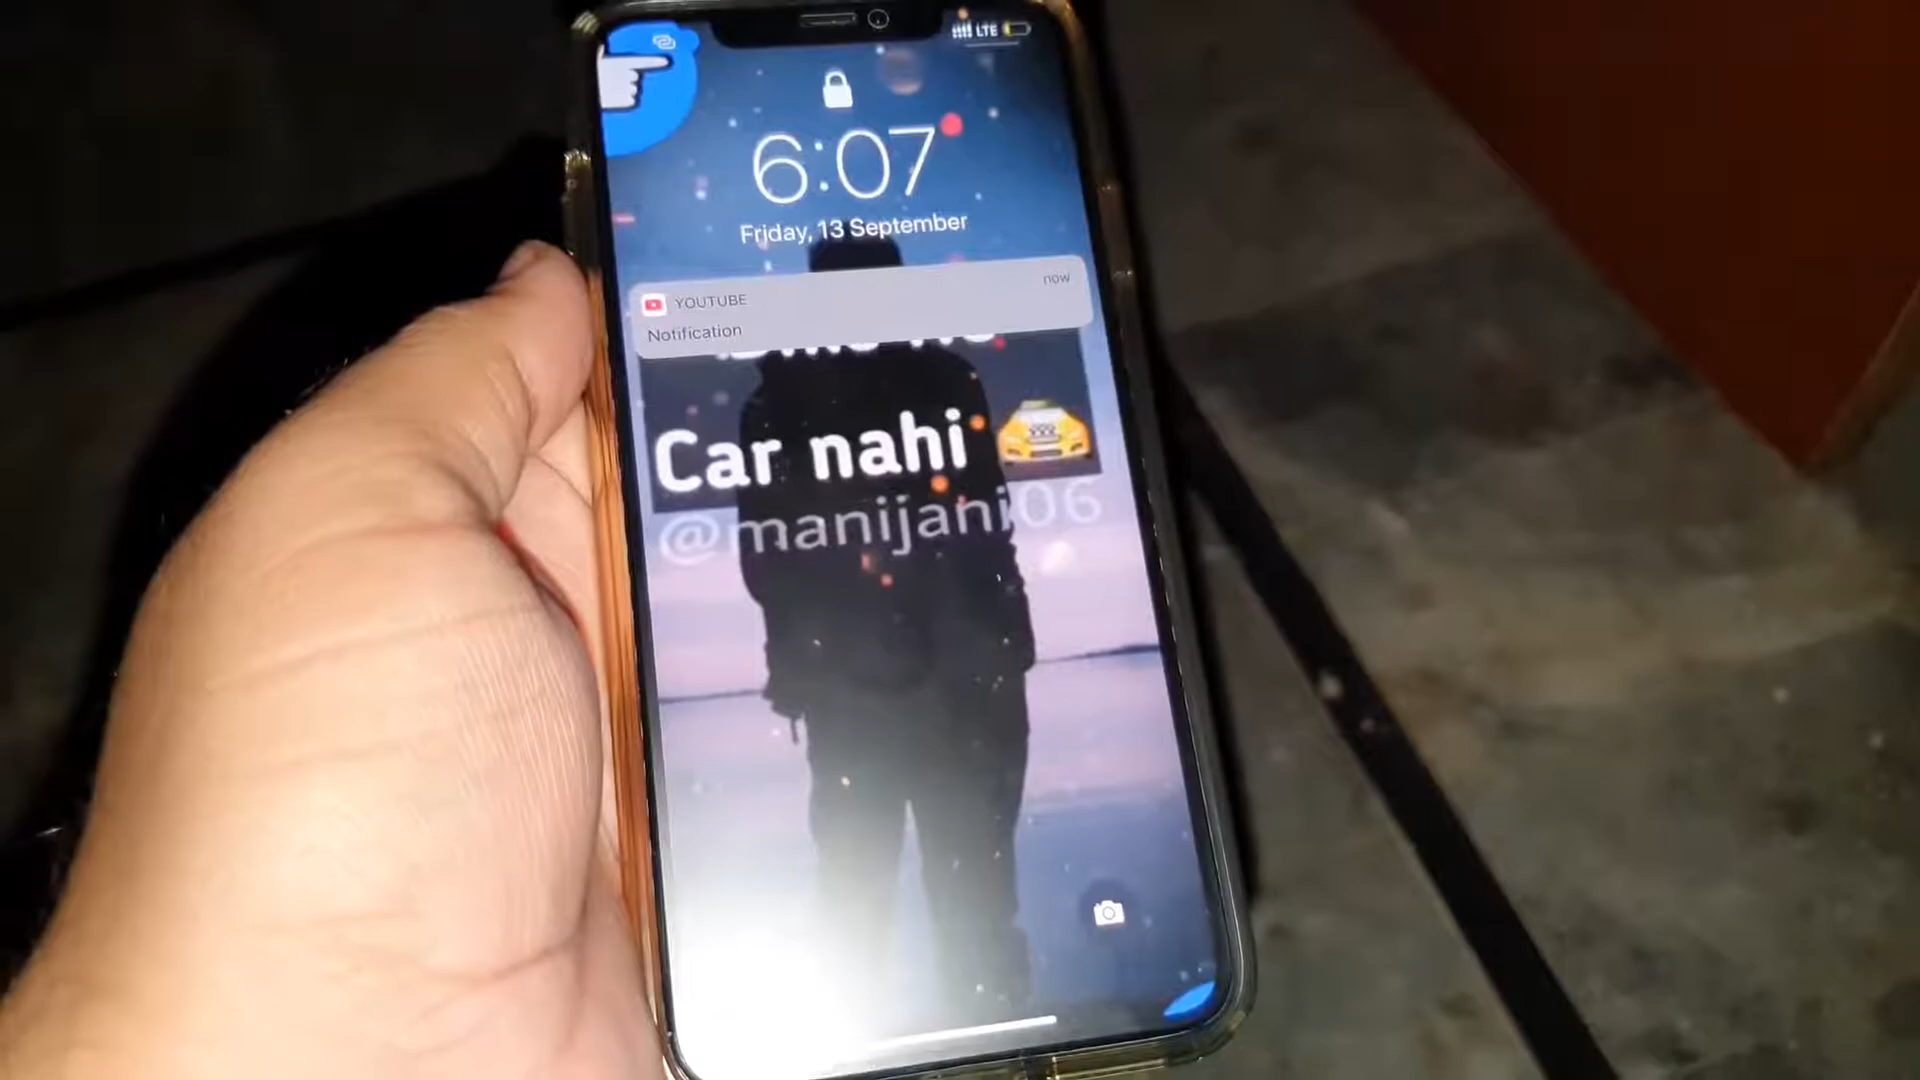 LTE
6:07
Friday, 13 September
YOUTUBE
now
Notification
Car nahi
@manijani06